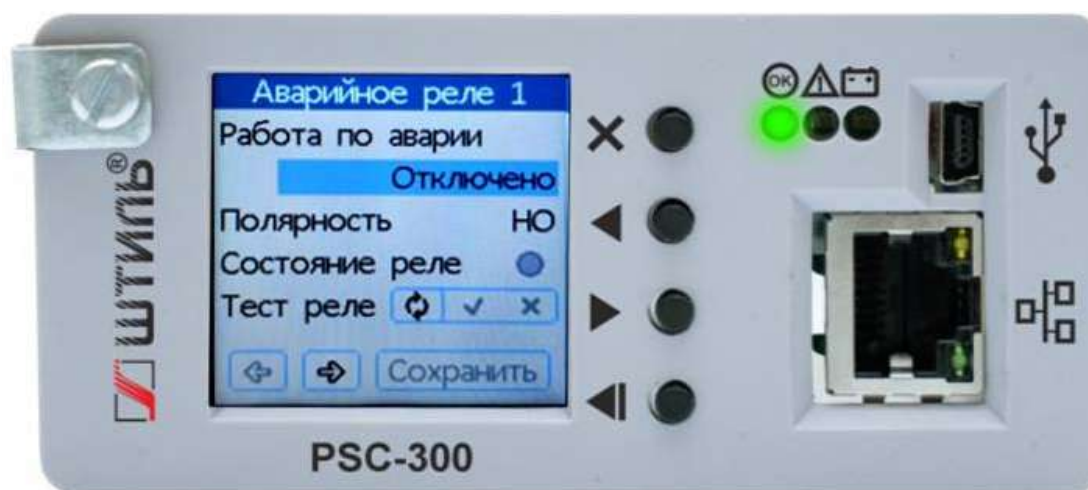 Аварийное реле 1
Работа по аварии
Отключено
Полярность НО
Состояние реле
Тест реле
Сохранить
OK
ШТИЛЬ®
PSC-300